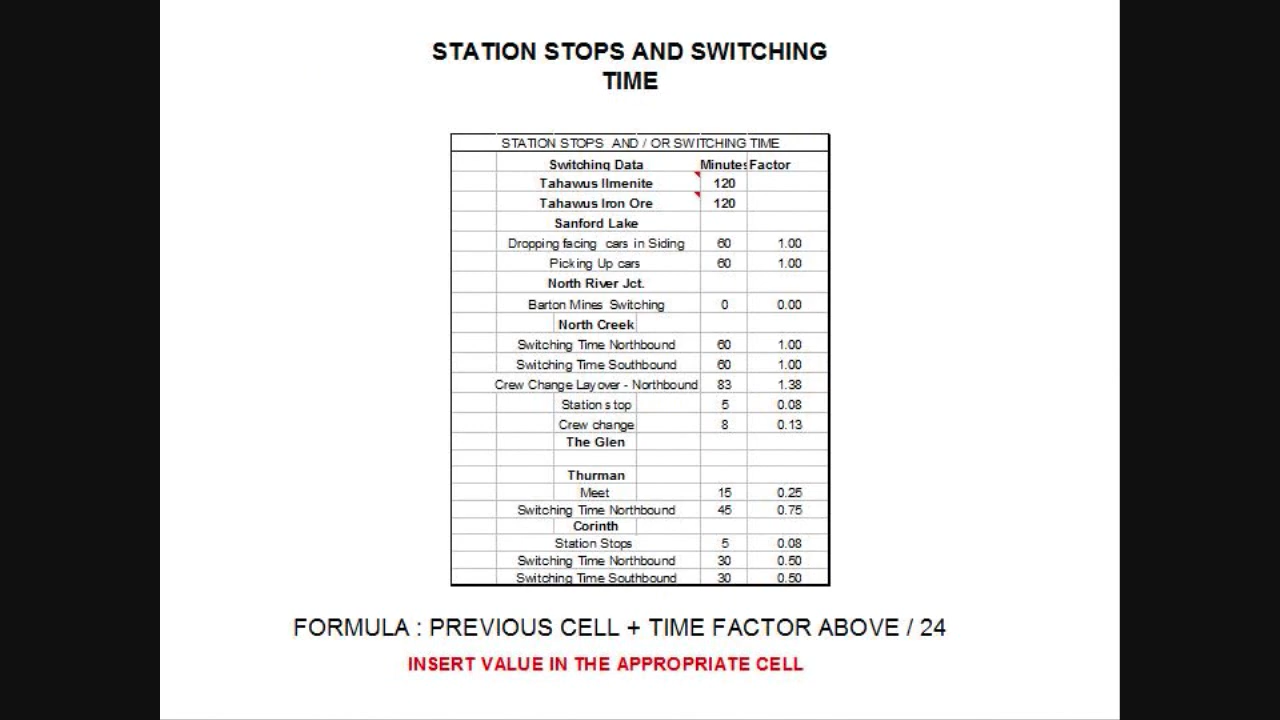 STATION STOPS AND SWITCHING
TIME
STATION STOPS AND / OR SWITCHING TIME
Switching Data Minutes Factor
Tahawus Ilmenite 120
Tahawus Iron Ore 120
Sanford Lake
Dropping facing cars in Siding 60 1.00
Picking Up cars 60 1.00
North River Jct.
Barton Mines Switching 0 0.00
North Creek
Switching Time Northbound 60 1.00
Switching Time Southbound 60 1.00
Crew Change Layover - Northbound 83 1.38
Station stop 5 0.08
Crew change 8 0.13
The Glen
Thurman
Meet 15 0.25
Switching Time Northbound 45 0.75
Corinth
Station Stops 5 0.08
Switching Time Northbound 30 0.50
Switching Time Southbound 30 0.50
FORMULA : PREVIOUS CELL + TIME FACTOR ABOVE / 24
INSERT VALUE IN THE APPROPRIATE CELL